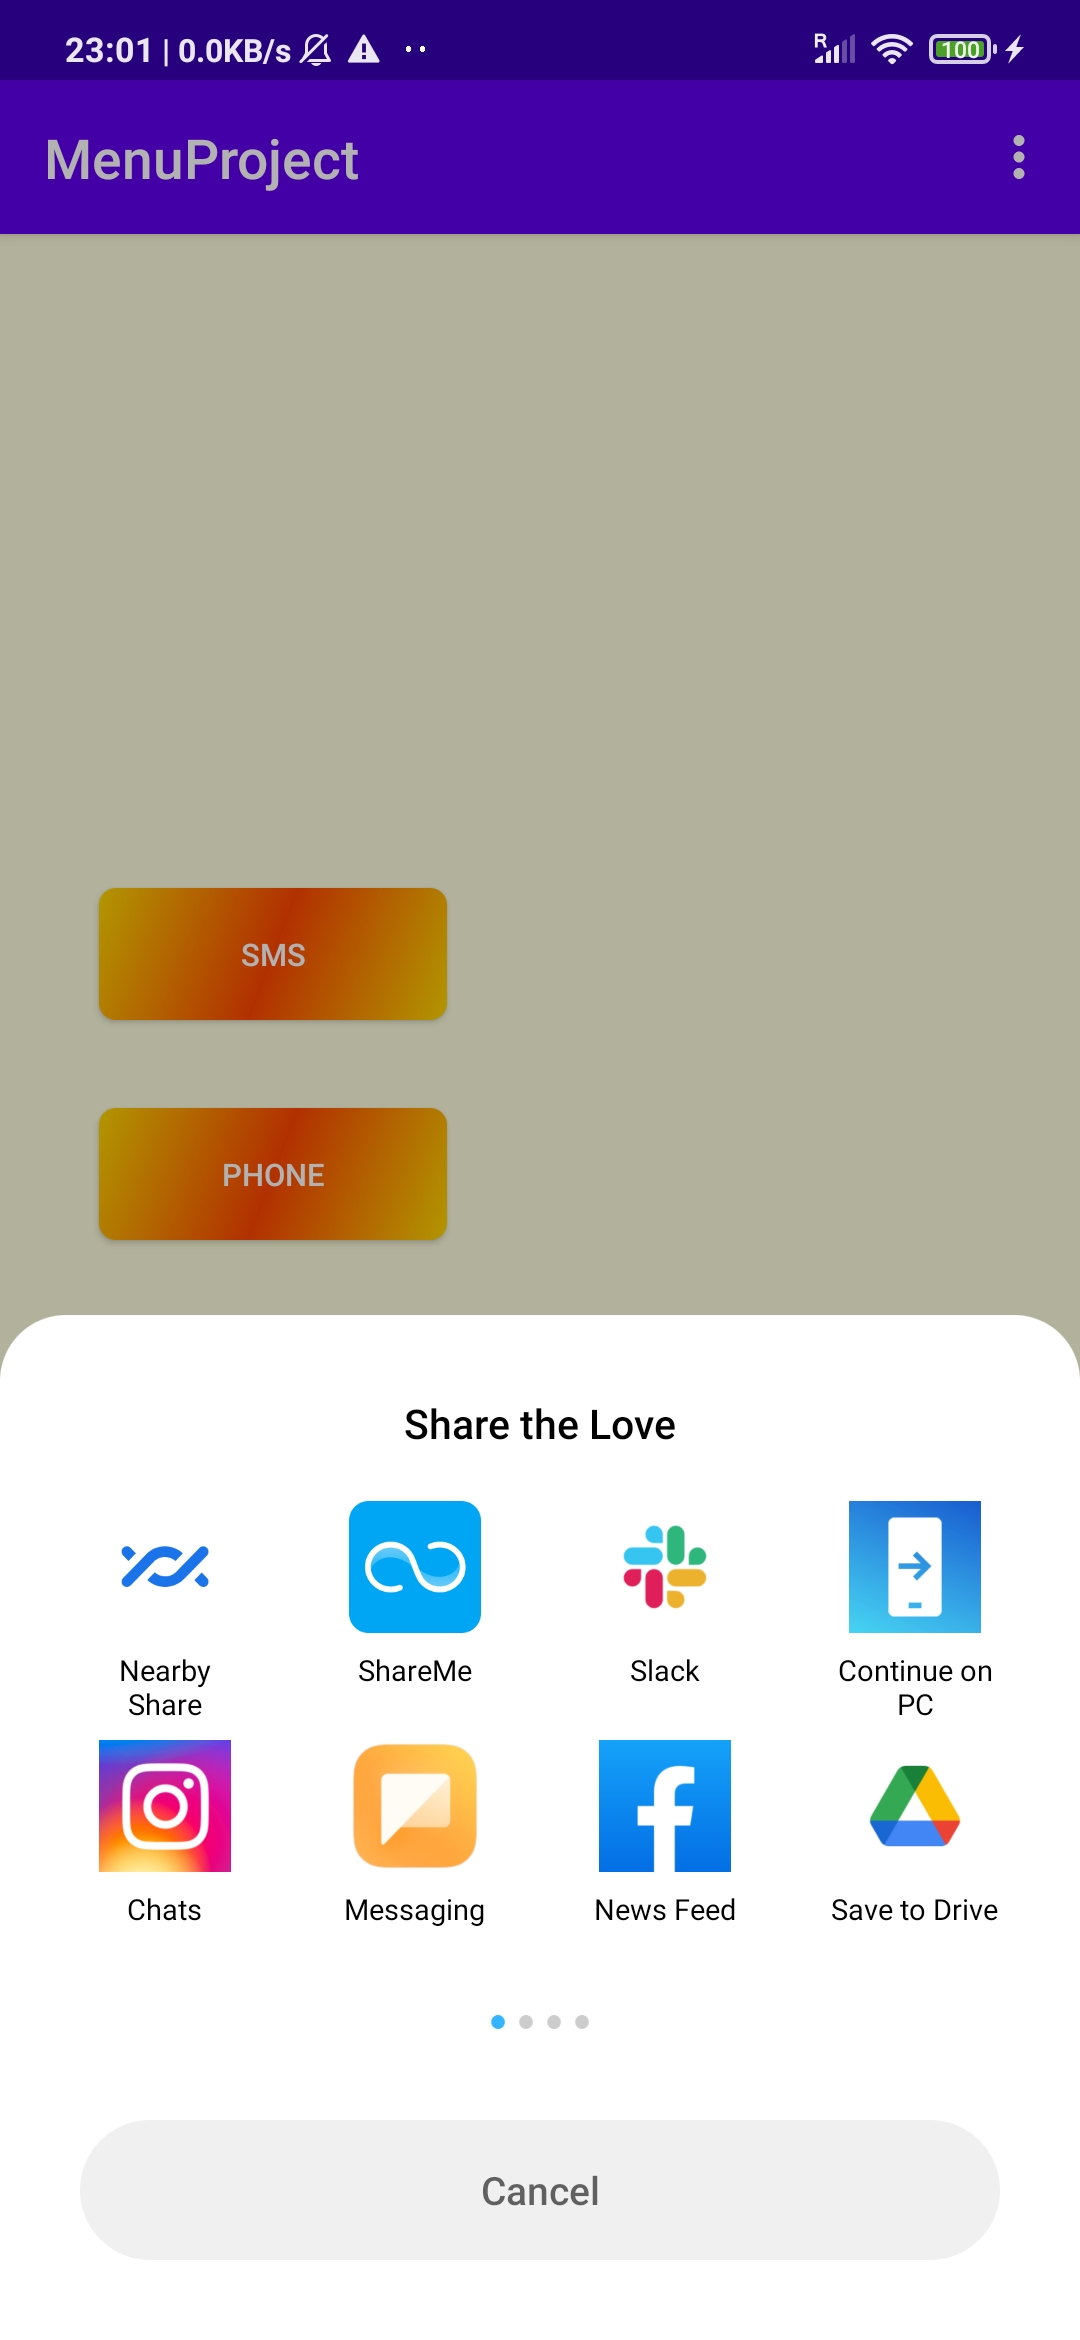 23:01 | 0.0KB/s R 100
MenuProject
SMS
PHONE
Share the Love
Nearby Share
ShareMe
Slack
Continue on PC
Chats
Messaging
News Feed
Save to Drive
Cancel